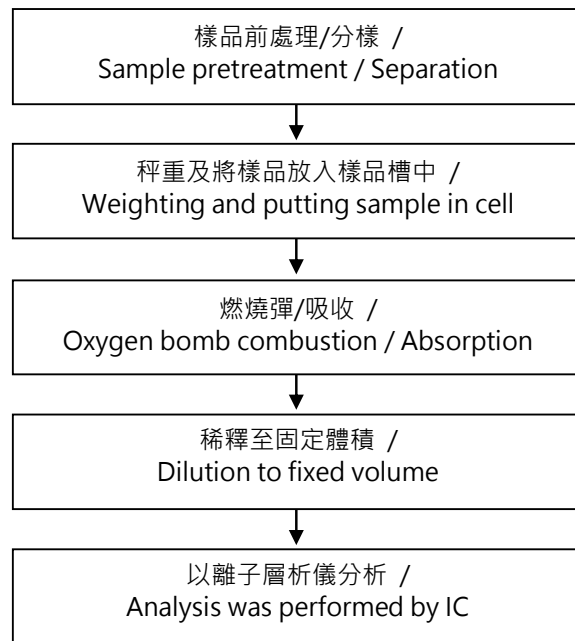 樣品前處理/分樣 /
Sample pretreatment / Separation
秤重及將樣品放入樣品槽中 /
Weighting and putting sample in cell
燃燒彈/吸收 /
Oxygen bomb combustion / Absorption
稀釋至固定體積 /
Dilution to fixed volume
以離子層析儀分析 /
Analysis was performed by IC